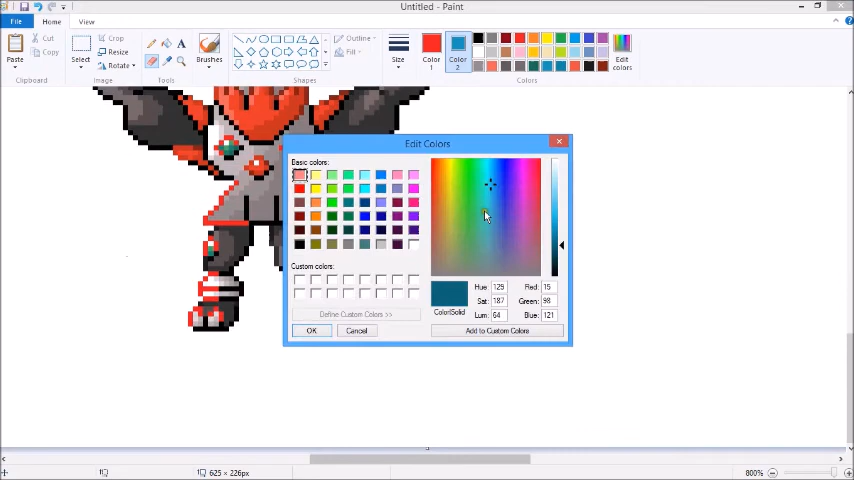 Untitled - Paint
File Home View
Paste
Cut
Copy
Clipboard
Select
Crop
Resize
Rotate
Image
A
Tools
Brushes
Outline
Fill
Shapes
Size
Color 1
Color 2
Edit colors
Colors
Edit Colors
Basic colors:
Custom colors:
Define Custom Colors >>
OK Cancel
Color|Solid
Hue: 129 Red: 15
Sat: 187 Green: 98
Lum: 64 Blue: 121
Add to Custom Colors
625 × 226px
800%